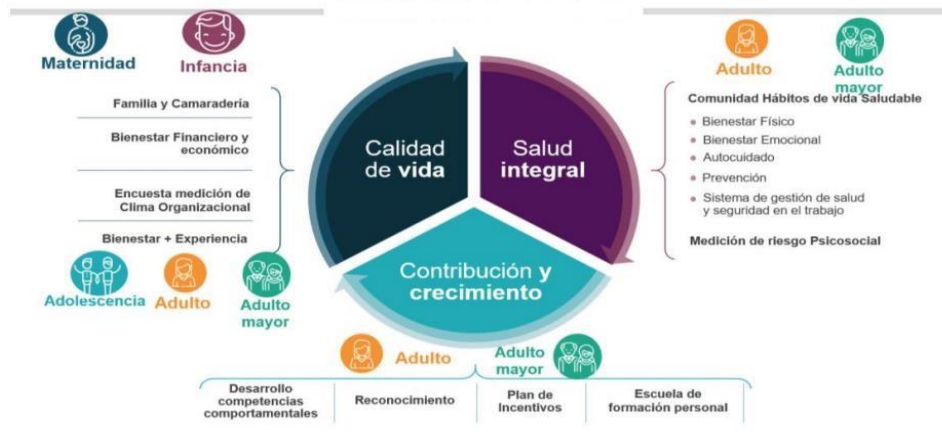 Maternidad
Infancia
Familia y Camaradería
Bienestar Financiero y
económico
Encuesta medición de
Clima Organizacional
Bienestar + Experiencia
Adolescencia
Adulto
Adulto
mayor
Calidad
de vida
Salud
integral
Contribución y
crecimiento
Adulto
Adulto
mayor
Comunidad Hábitos de vida Saludable
Bienestar Físico
Bienestar Emocional
Autocuidado
Prevención
Sistema de gestión de salud
y seguridad en el trabajo
Medición de riesgo Psicosocial
Adulto
Adulto
mayor
Desarrollo
competencias
comportamentales
Reconocimiento
Plan de
Incentivos
Escuela de
formación personal